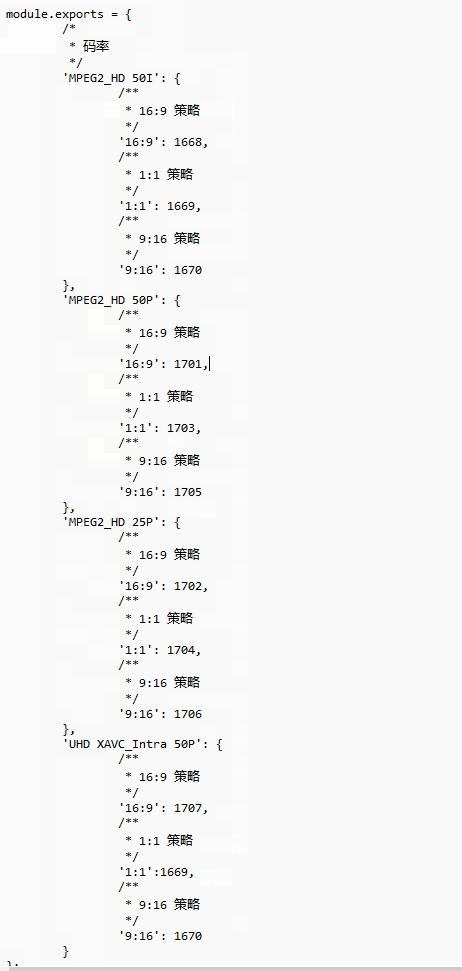 module.exports = {
/*
* 码率
*/
'MPEG2_HD 50I': {
/**
* 16:9 策略
*/
'16:9': 1668,
/**
* 1:1 策略
*/
'1:1': 1669,
/**
* 9:16 策略
*/
'9:16': 1670
},
'MPEG2_HD 50P': {
/**
* 16:9 策略
*/
'16:9': 1701,
/**
* 1:1 策略
*/
'1:1': 1703,
/**
* 9:16 策略
*/
'9:16': 1705
},
'MPEG2_HD 25P': {
/**
* 16:9 策略
*/
'16:9': 1702,
/**
* 1:1 策略
*/
'1:1': 1704,
/**
* 9:16 策略
*/
'9:16': 1706
},
'UHD XAVC_Intra 50P': {
/**
* 16:9 策略
*/
'16:9': 1707,
/**
* 1:1 策略
*/
'1:1':1669,
/**
* 9:16 策略
*/
'9:16': 1670
}
};